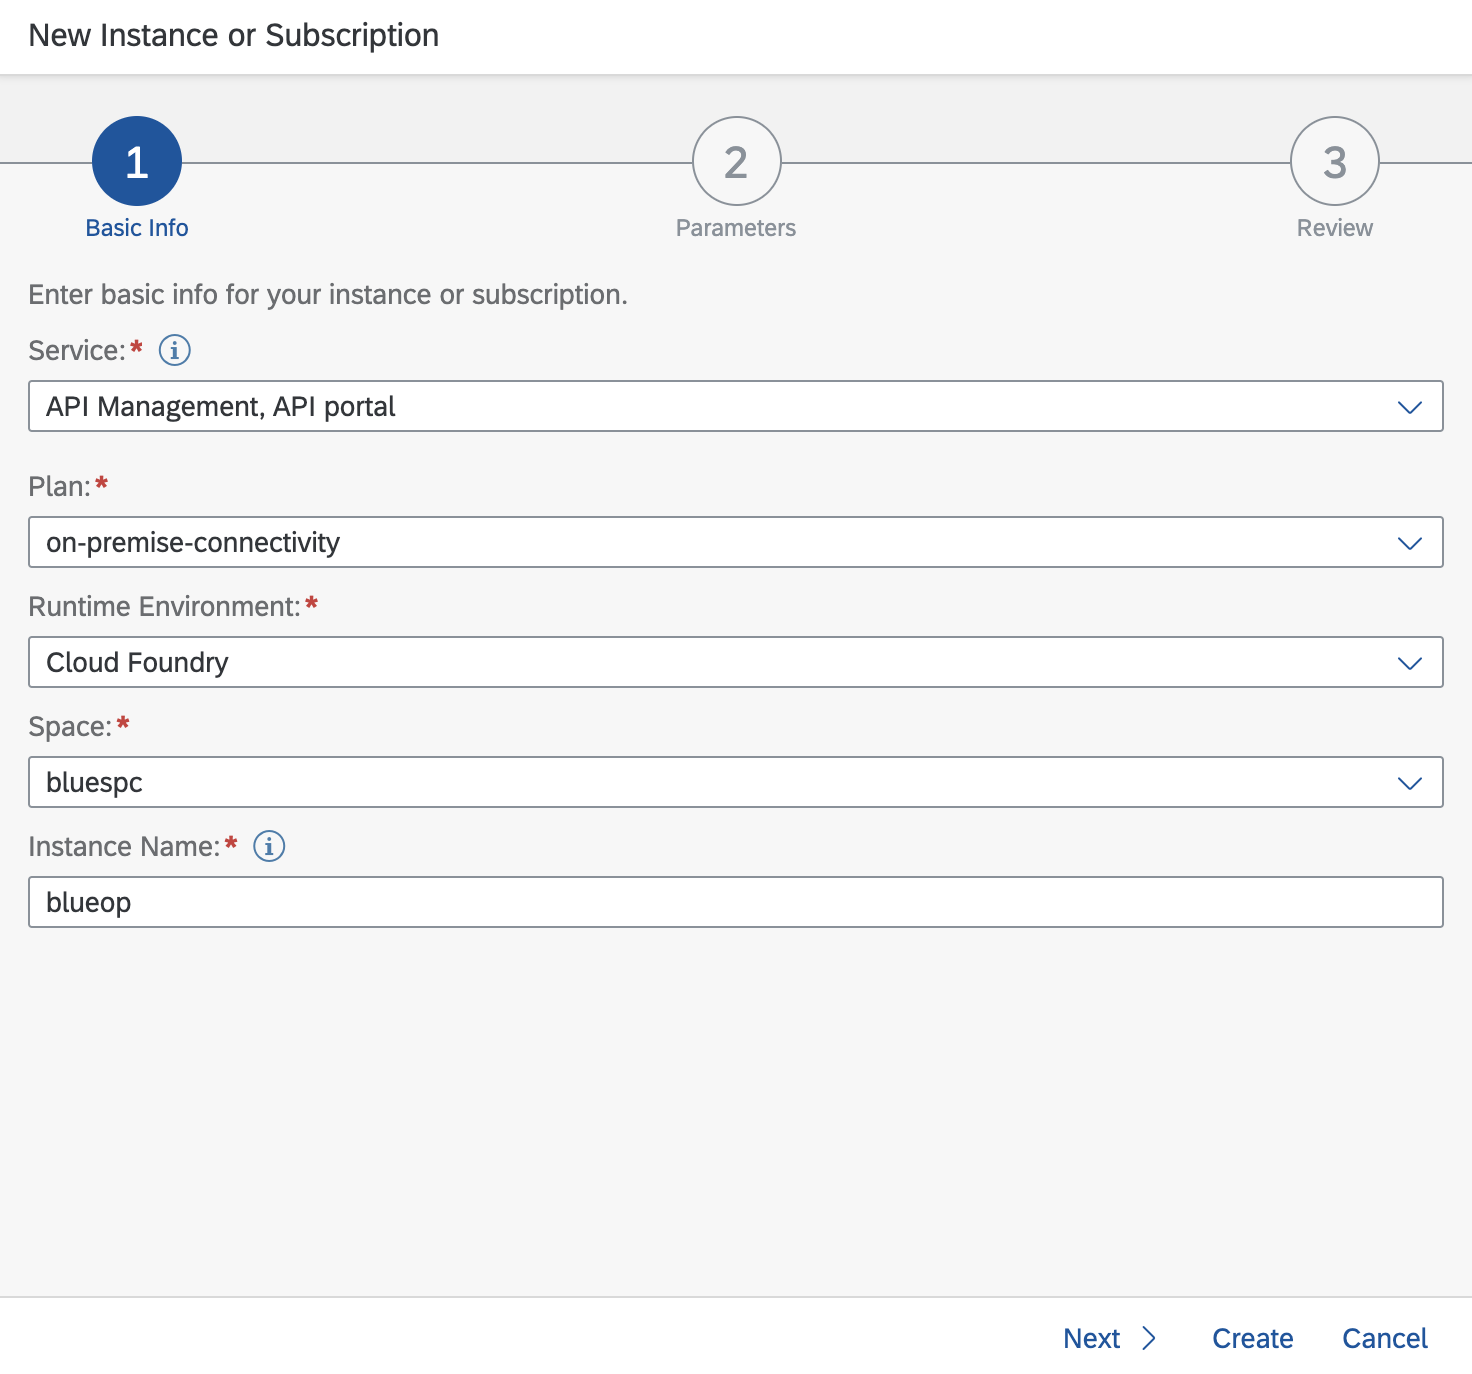 New Instance or Subscription
1
2
3
Basic Info
Parameters
Review
Enter basic info for your instance or subscription.
Service:* i
API Management, API portal
Plan:*
on-premise-connectivity
Runtime Environment:*
Cloud Foundry
Space:*
bluespc
Instance Name:* i
blueop
Next > Create Cancel